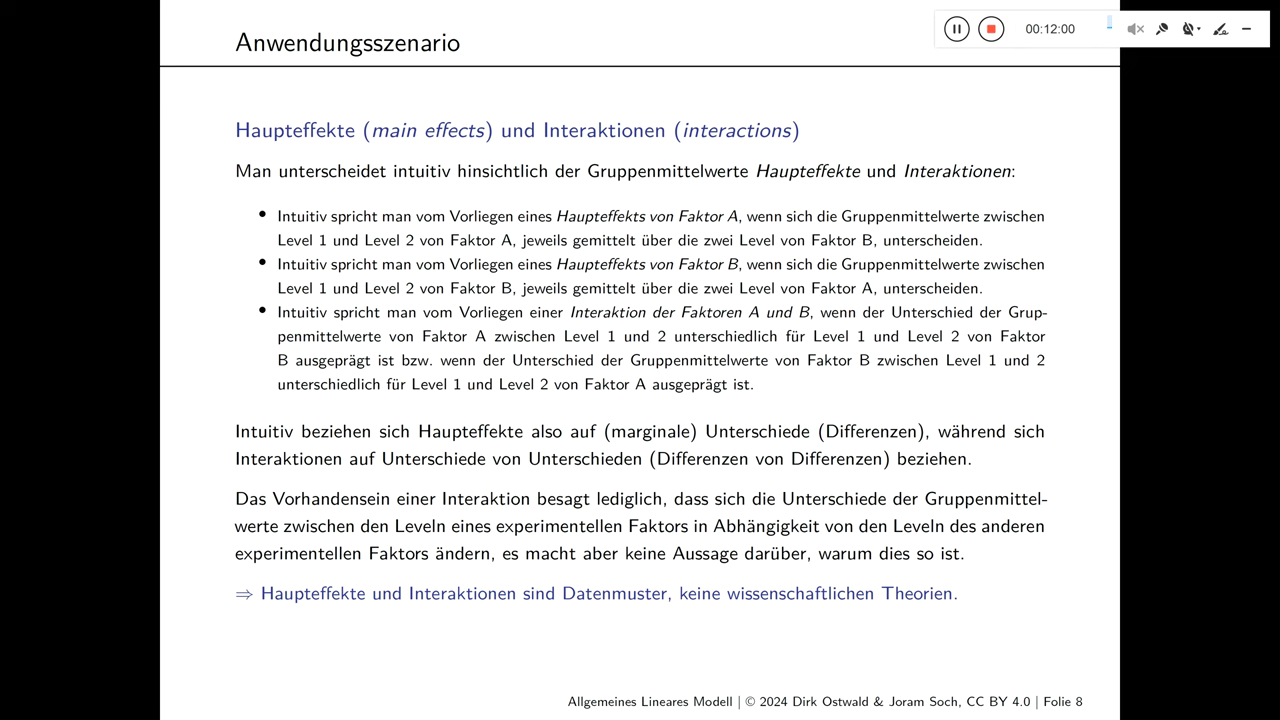 Anwendungsszenario
00:12:00
Haupteffekte (main effects) und Interaktionen (interactions)
Man unterscheidet intuitiv hinsichtlich der Gruppenmittelwerte Haupteffekte und Interaktionen:
• Intuitiv spricht man vom Vorliegen eines Haupteffekts von Faktor A, wenn sich die Gruppenmittelwerte zwischen
Level 1 und Level 2 von Faktor A, jeweils gemittelt über die zwei Level von Faktor B, unterscheiden.
• Intuitiv spricht man vom Vorliegen eines Haupteffekts von Faktor B, wenn sich die Gruppenmittelwerte zwischen
Level 1 und Level 2 von Faktor B, jeweils gemittelt über die zwei Level von Faktor A, unterscheiden.
• Intuitiv spricht man vom Vorliegen einer Interaktion der Faktoren A und B, wenn der Unterschied der Grup-
penmittelwerte von Faktor A zwischen Level 1 und 2 unterschiedlich für Level 1 und Level 2 von Faktor
B ausgeprägt ist bzw. wenn der Unterschied der Gruppenmittelwerte von Faktor B zwischen Level 1 und 2
unterschiedlich für Level 1 und Level 2 von Faktor A ausgeprägt ist.
Intuitiv beziehen sich Haupteffekte also auf (marginale) Unterschiede (Differenzen), während sich
Interaktionen auf Unterschiede von Unterschieden (Differenzen von Differenzen) beziehen.
Das Vorhandensein einer Interaktion besagt lediglich, dass sich die Unterschiede der Gruppenmittel-
werte zwischen den Leveln eines experimentellen Faktors in Abhängigkeit von den Leveln des anderen
experimentellen Faktors ändern, es macht aber keine Aussage darüber, warum dies so ist.
⇒ Haupteffekte und Interaktionen sind Datenmuster, keine wissenschaftlichen Theorien.
Allgemeines Lineares Modell | © 2024 Dirk Ostwald & Joram Soch, CC BY 4.0 | Folie 8